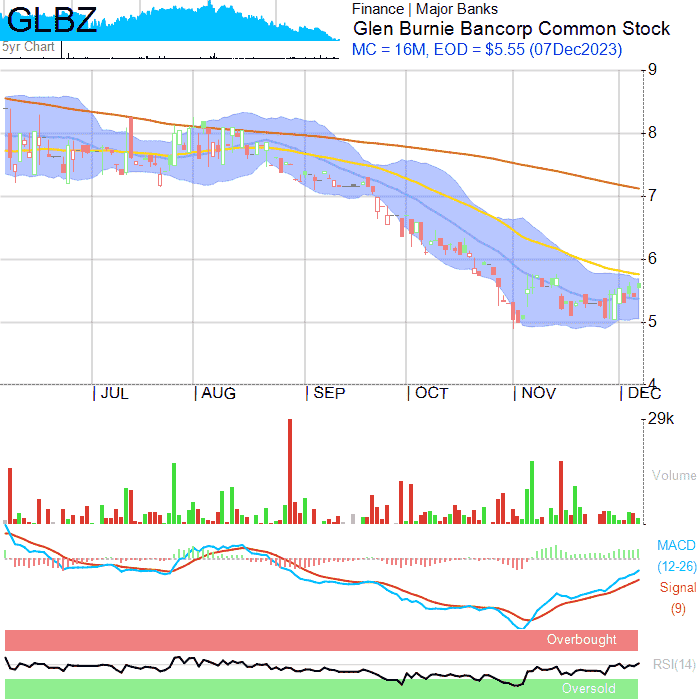 GLBZ
5yr Chart
Finance | Major Banks
Glen Burnie Bancorp Common Stock
MC = 16M, EOD = $5.55 (07Dec2023)
9
8
7
6
5
4
JUL AUG SEP OCT NOV DEC
29k
Volume
MACD
(12-26)
Signal
(9)
Overbought
RSI(14)
Oversold